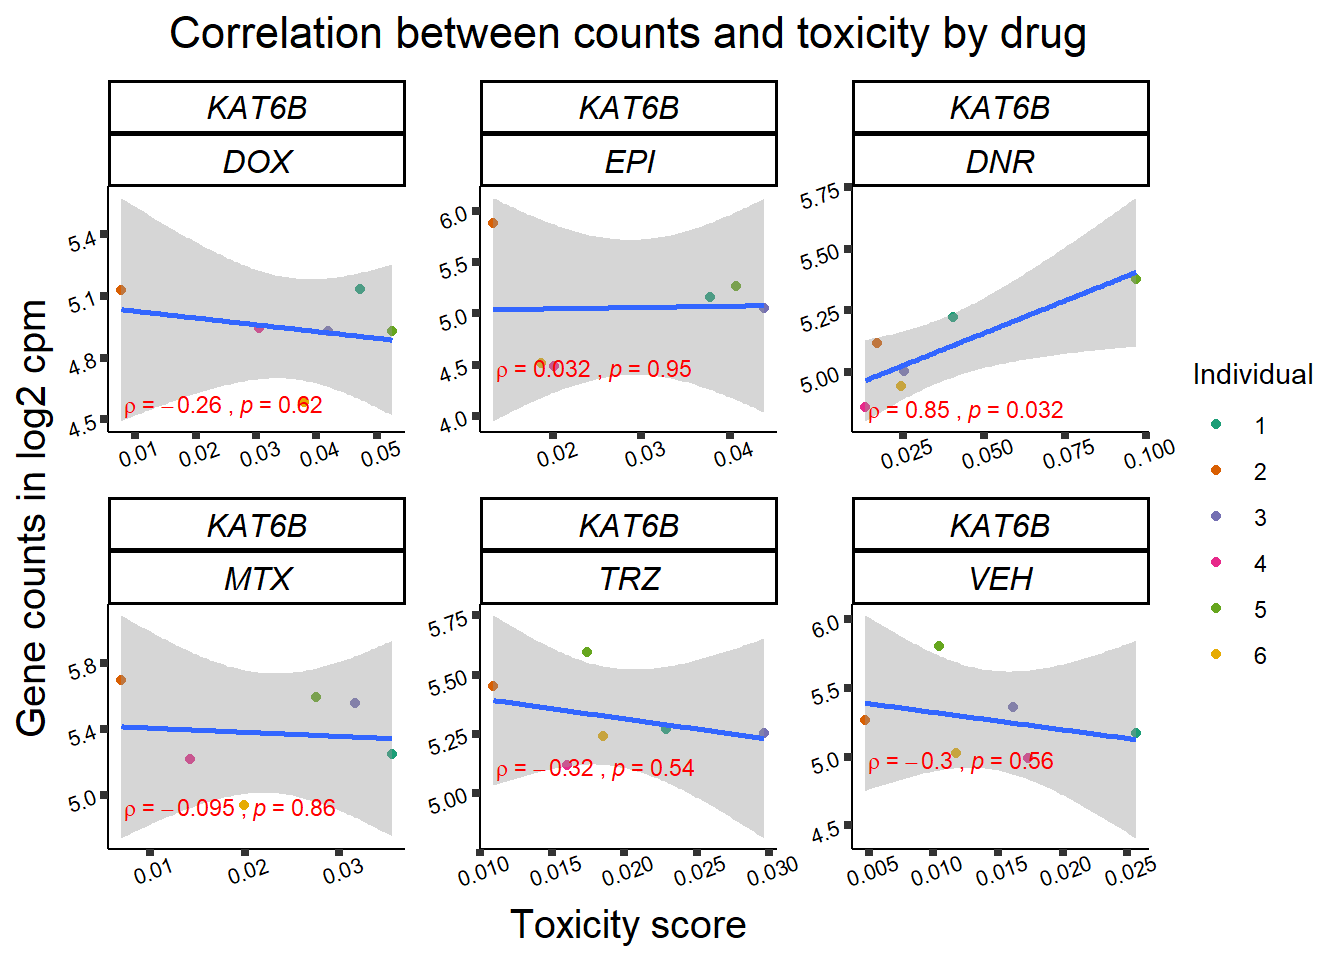 Correlation between counts and toxicity by drug
Gene counts in log2 cpm
KAT6B
DOX
5.4
5.1
4.8
4.5
ρ = −0.26 , p = 0.62
0.01 0.02 0.03 0.04 0.05
KAT6B
EPI
6.0
5.5
5.0
4.5
4.0
ρ = 0.032 , p = 0.95
0.02 0.03 0.04
KAT6B
DNR
5.75
5.50
5.25
5.00
ρ = 0.85 , p = 0.032
0.025 0.050 0.075 0.100
KAT6B
MTX
5.8
5.4
5.0
ρ = −0.095 , p = 0.86
0.01 0.02 0.03
KAT6B
TRZ
5.75
5.50
5.25
5.00
ρ = −0.32 , p = 0.54
0.010 0.015 0.020 0.025 0.030
KAT6B
VEH
6.0
5.5
5.0
4.5
ρ = −0.3 , p = 0.56
0.005 0.010 0.015 0.020 0.025
Toxicity score
Individual
1
2
3
4
5
6